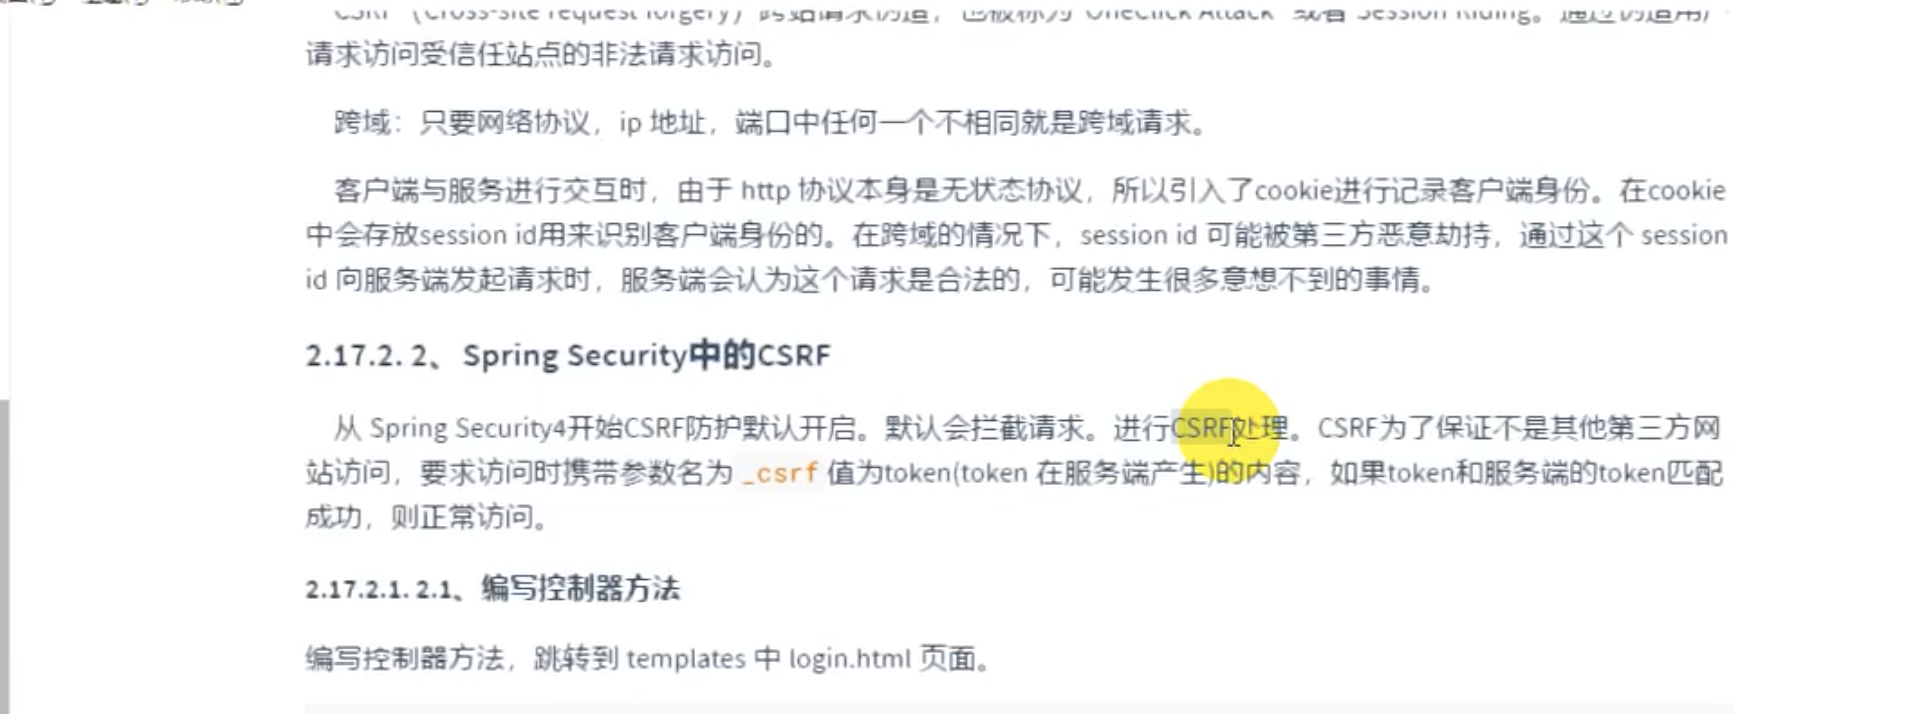 CSRF（Cross-site request forgery）跨站请求伪造，也被称为"OneClick Attack" 或者 Session Riding。通过伪造用户
请求访问受信任站点的非法请求访问。
跨域：只要网络协议，ip 地址，端口中任何一个不相同就是跨域请求。
客户端与服务进行交互时，由于 http 协议本身是无状态协议，所以引入了cookie进行记录客户端身份。在cookie
中会存放session id用来识别客户端身份的。在跨域的情况下，session id 可能被第三方恶意劫持，通过这个 session
id 向服务端发起请求时，服务端会认为这个请求是合法的，可能发生很多意想不到的事情。
2.17.2. 2、Spring Security中的CSRF
从 Spring Security4开始CSRF防护默认开启。默认会拦截请求。进行CSRF处理。CSRF为了保证不是其他第三方网
站访问，要求访问时携带参数名为 _csrf 值为token(token 在服务端产生)的内容，如果token和服务端的token匹配
成功，则正常访问。
2.17.2.1. 2.1、编写控制器方法
编写控制器方法，跳转到 templates 中 login.html 页面。